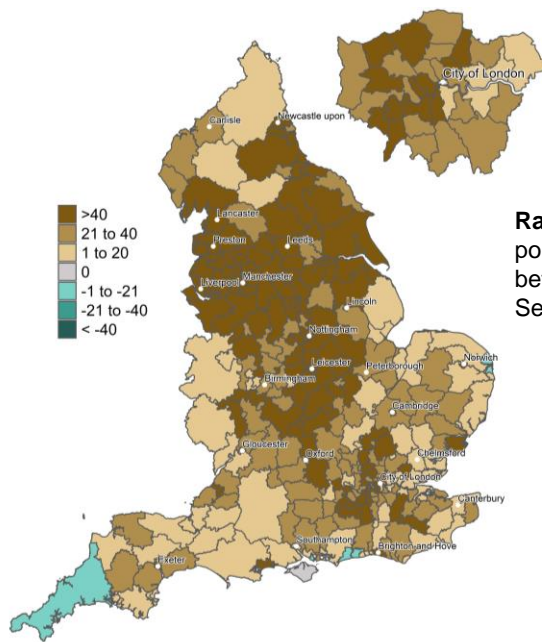 City of London
Carlisle
Newcastle upon T
>40
21 to 40
1 to 20
0
-1 to -21
-21 to -40
< -40
Lancaster
Preston
Leeds
Liverpool
Manchester
Lincoln
Nottingham
Leicester
Peterborough
Norwich
Birmingham
Cambridge
Gloucester
Oxford
Chelmsford
City of London
Canterbury
Southampton
Brighton and Hove
Exeter
Ra
po
be
Se